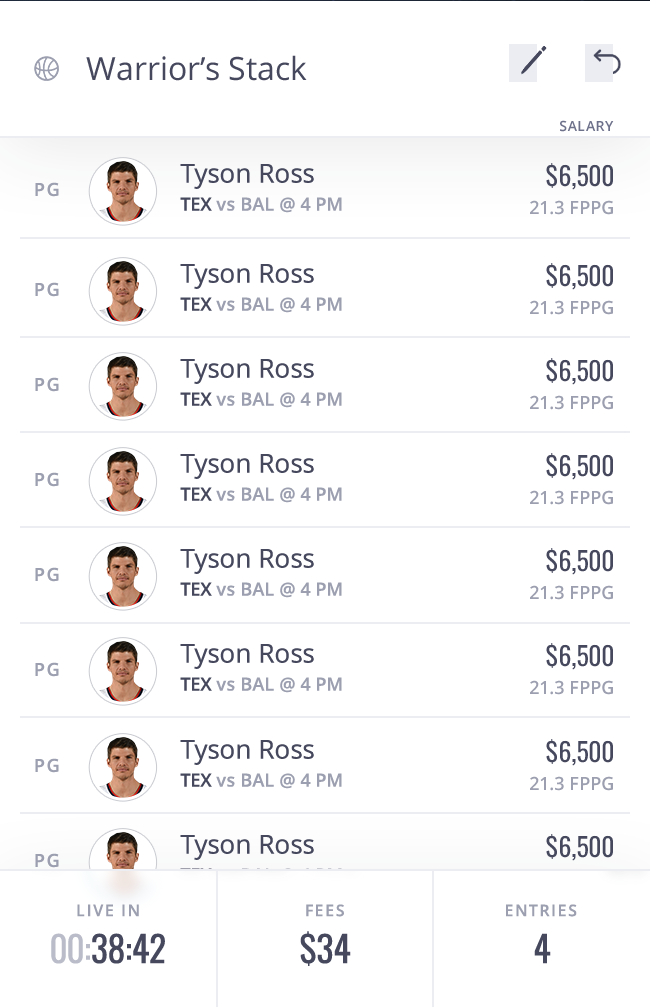 Warrior’s Stack
SALARY
PG
Tyson Ross
$6,500
TEX vs BAL @ 4 PM
21.3 FPPG
PG
Tyson Ross
$6,500
TEX vs BAL @ 4 PM
21.3 FPPG
PG
Tyson Ross
$6,500
TEX vs BAL @ 4 PM
21.3 FPPG
PG
Tyson Ross
$6,500
TEX vs BAL @ 4 PM
21.3 FPPG
PG
Tyson Ross
$6,500
TEX vs BAL @ 4 PM
21.3 FPPG
PG
Tyson Ross
$6,500
TEX vs BAL @ 4 PM
21.3 FPPG
PG
Tyson Ross
$6,500
TEX vs BAL @ 4 PM
21.3 FPPG
PG
Tyson Ross
$6,500
LIVE IN
00:38:42
FEES
$34
ENTRIES
4